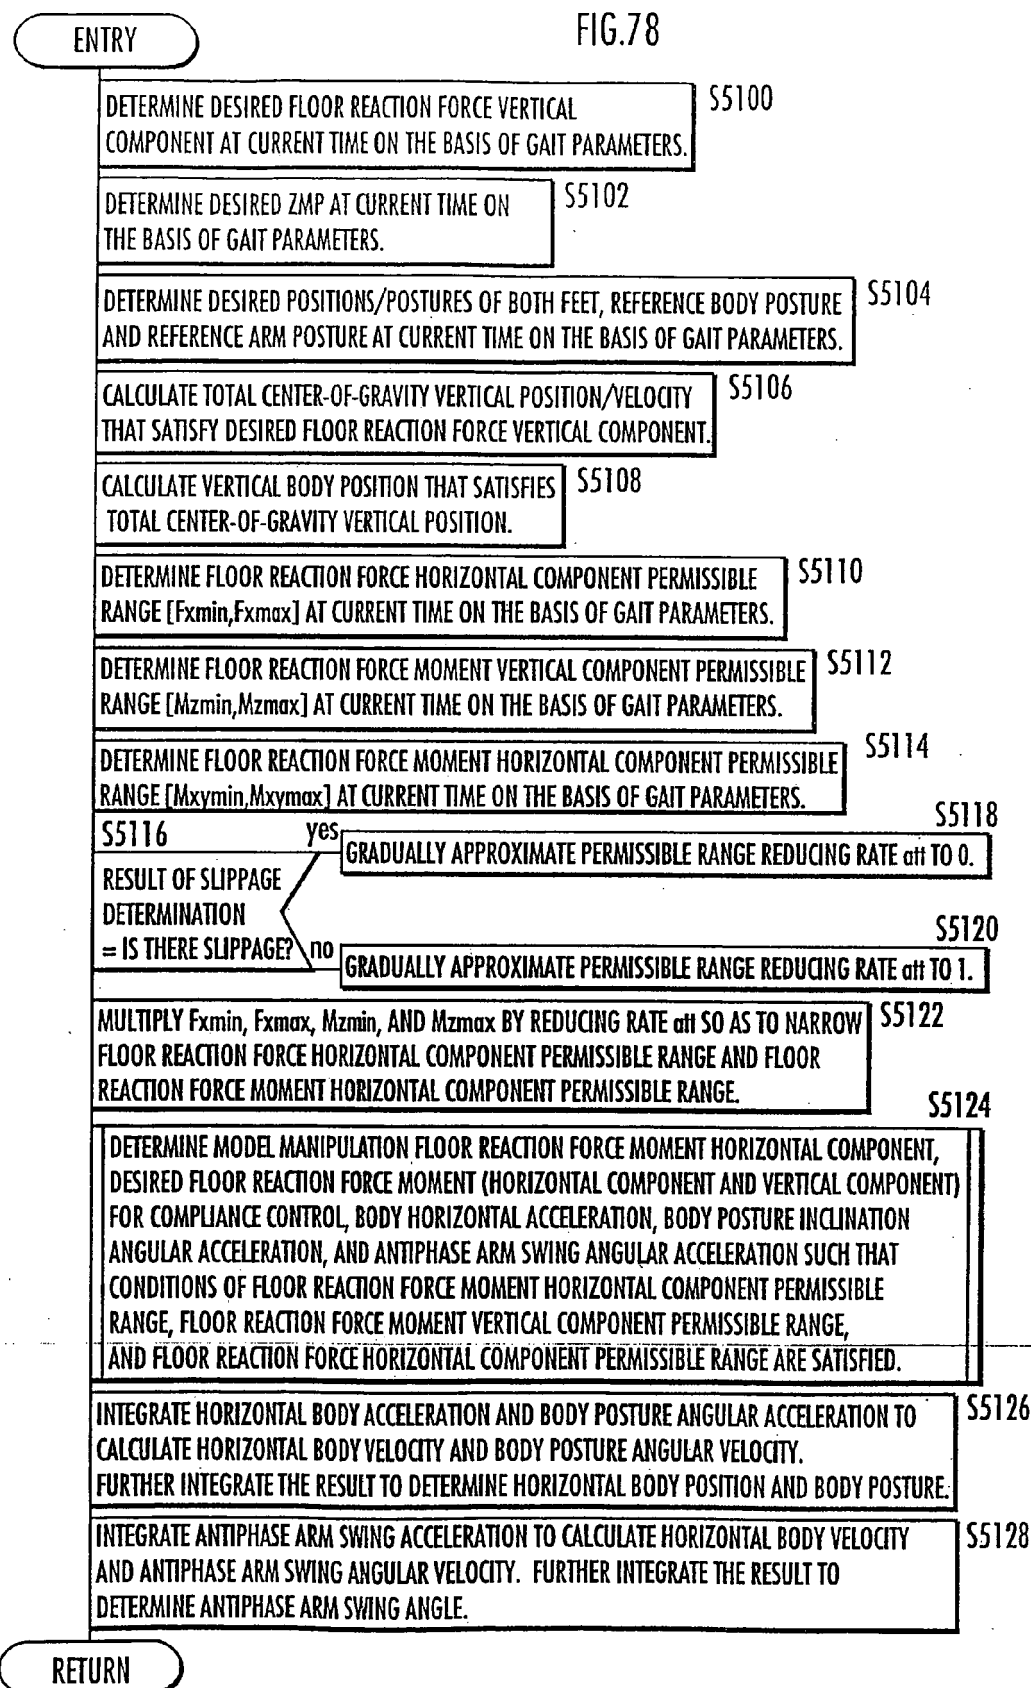 FIG.78
ENTRY
S5100
DETERMINE DESIRED FLOOR REACTION FORCE VERTICAL
COMPONENT AT CURRENT TIME ON THE BASIS OF GAIT PARAMETERS.
S5102
DETERMINE DESIRED ZMP AT CURRENT TIME ON
THE BASIS OF GAIT PARAMETERS.
S5104
DETERMINE DESIRED POSITIONS/POSTURES OF BOTH FEET, REFERENCE BODY POSTURE
AND REFERENCE ARM POSTURE AT CURRENT TIME ON THE BASIS OF GAIT PARAMETERS.
S5106
CALCULATE TOTAL CENTER-OF-GRAVITY VERTICAL POSITION/VELOCITY
THAT SATISFY DESIRED FLOOR REACTION FORCE VERTICAL COMPONENT.
S5108
CALCULATE VERTICAL BODY POSITION THAT SATISFIES
TOTAL CENTER-OF-GRAVITY VERTICAL POSITION.
S5110
DETERMINE FLOOR REACTION FORCE HORIZONTAL COMPONENT PERMISSIBLE
RANGE [Fxmin,Fxmax] AT CURRENT TIME ON THE BASIS OF GAIT PARAMETERS.
S5112
DETERMINE FLOOR REACTION FORCE MOMENT VERTICAL COMPONENT PERMISSIBLE
RANGE [Mzmin,Mzmax] AT CURRENT TIME ON THE BASIS OF GAIT PARAMETERS.
S5114
DETERMINE FLOOR REACTION FORCE MOMENT HORIZONTAL COMPONENT PERMISSIBLE
RANGE [Mxymin,Mxymax] AT CURRENT TIME ON THE BASIS OF GAIT PARAMETERS.
S5116
RESULT OF SLIPPAGE
DETERMINATION
= IS THERE SLIPPAGE?
yes
S5118
GRADUALLY APPROXIMATE PERMISSIBLE RANGE REDUCING RATE att TO 0.
no
S5120
GRADUALLY APPROXIMATE PERMISSIBLE RANGE REDUCING RATE att TO 1.
S5122
MULTIPLY Fxmin, Fxmax, Mzmin, AND Mzmax BY REDUCING RATE att SO AS TO NARROW
FLOOR REACTION FORCE HORIZONTAL COMPONENT PERMISSIBLE RANGE AND FLOOR
REACTION FORCE MOMENT HORIZONTAL COMPONENT PERMISSIBLE RANGE.
S5124
DETERMINE MODEL MANIPULATION FLOOR REACTION FORCE MOMENT HORIZONTAL COMPONENT,
DESIRED FLOOR REACTION FORCE MOMENT (HORIZONTAL COMPONENT AND VERTICAL COMPONENT)
FOR COMPLIANCE CONTROL, BODY HORIZONTAL ACCELERATION, BODY POSTURE INCLINATION
ANGULAR ACCELERATION, AND ANTIPHASE ARM SWING ANGULAR ACCELERATION SUCH THAT
CONDITIONS OF FLOOR REACTION FORCE MOMENT HORIZONTAL COMPONENT PERMISSIBLE
RANGE, FLOOR REACTION FORCE MOMENT VERTICAL COMPONENT PERMISSIBLE RANGE,
AND FLOOR REACTION FORCE HORIZONTAL COMPONENT PERMISSIBLE RANGE ARE SATISFIED.
S5126
INTEGRATE HORIZONTAL BODY ACCELERATION AND BODY POSTURE ANGULAR ACCELERATION TO
CALCULATE HORIZONTAL BODY VELOCITY AND BODY POSTURE ANGULAR VELOCITY.
FURTHER INTEGRATE THE RESULT TO DETERMINE HORIZONTAL BODY POSITION AND BODY POSTURE.
S5128
INTEGRATE ANTIPHASE ARM SWING ACCELERATION TO CALCULATE HORIZONTAL BODY VELOCITY
AND ANTIPHASE ARM SWING ANGULAR VELOCITY. FURTHER INTEGRATE THE RESULT TO
DETERMINE ANTIPHASE ARM SWING ANGLE.
RETURN